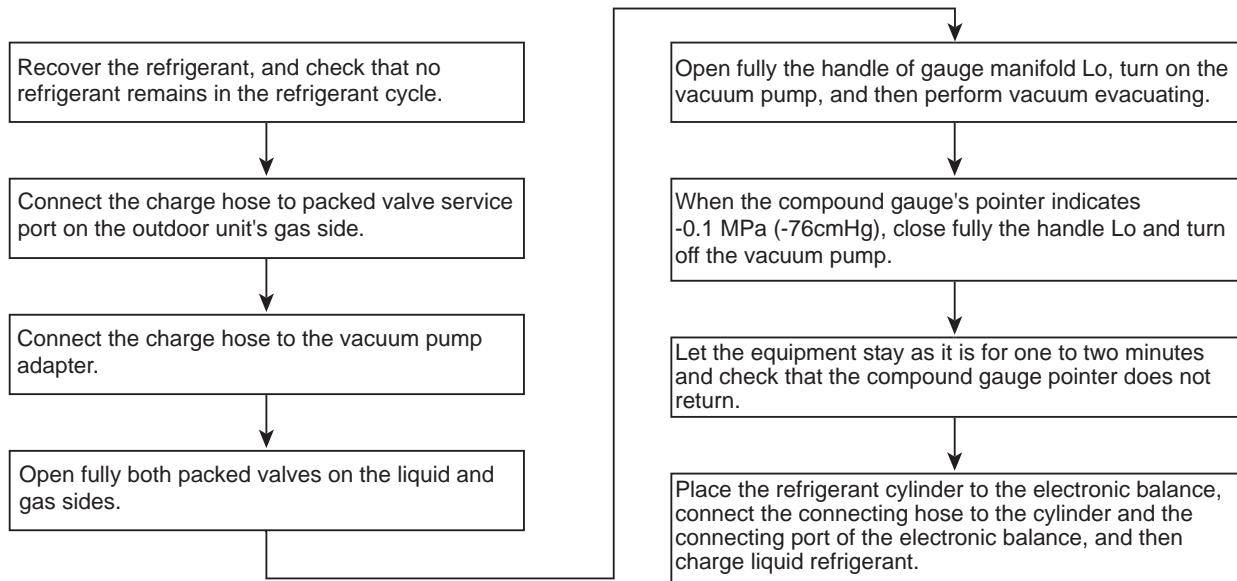 Recover the refrigerant, and check that no
refrigerant remains in the refrigerant cycle.
Connect the charge hose to packed valve service
port on the outdoor unit's gas side.
Connect the charge hose to the vacuum pump
adapter.
Open fully both packed valves on the liquid and
gas sides.
Open fully the handle of gauge manifold Lo, turn on the
vacuum pump, and then perform vacuum evacuating.
When the compound gauge's pointer indicates
-0.1 MPa (-76cmHg), close fully the handle Lo and turn
off the vacuum pump.
Let the equipment stay as it is for one to two minutes
and check that the compound gauge pointer does not
return.
Place the refrigerant cylinder to the electronic balance,
connect the connecting hose to the cylinder and the
connecting port of the electronic balance, and then
charge liquid refrigerant.